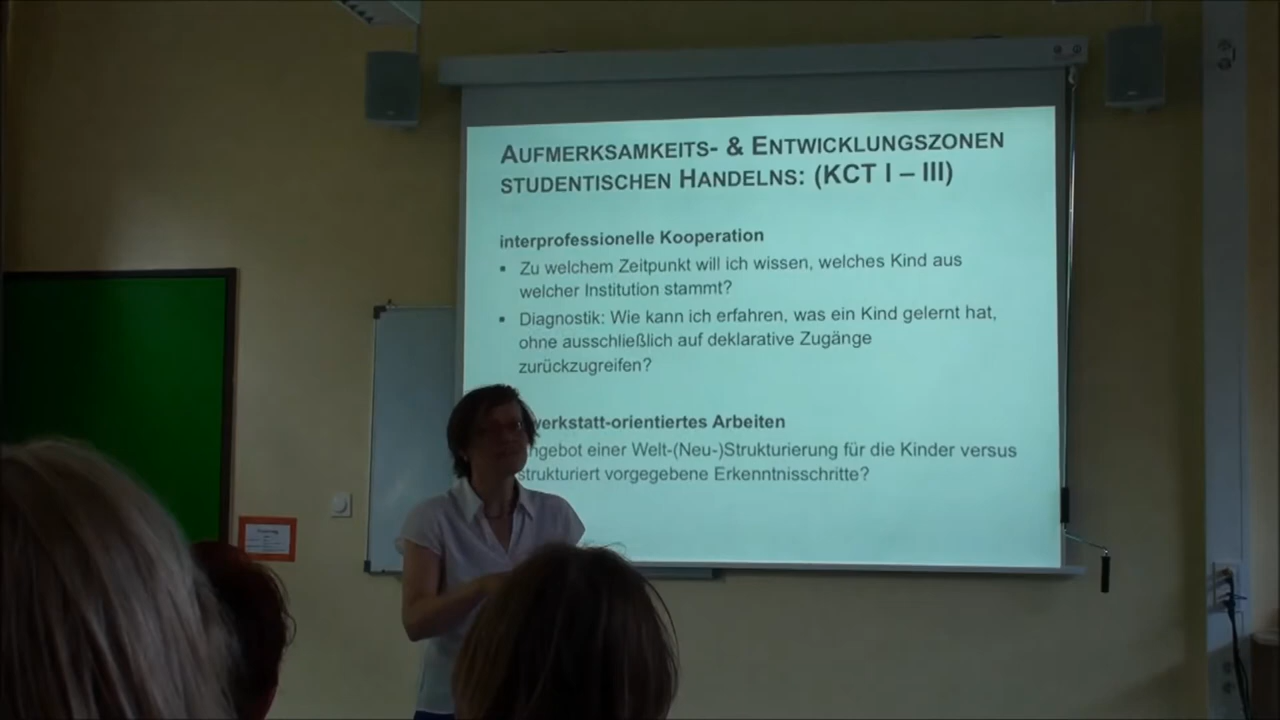 AUFMERKSAMKEITS- & ENTWICKLUNGSZONEN
STUDENTISCHEN HANDELNS: (KCT I – III)
interprofessionelle Kooperation
▪ Zu welchem Zeitpunkt will ich wissen, welches Kind aus
welcher Institution stammt?
▪ Diagnostik: Wie kann ich erfahren, was ein Kind gelernt hat,
ohne ausschließlich auf deklarative Zugänge
zurückzugreifen?
werkstatt-orientiertes Arbeiten
ngebot einer Welt-(Neu-)Strukturierung für die Kinder versus
strukturiert vorgegebene Erkenntnisschritte?